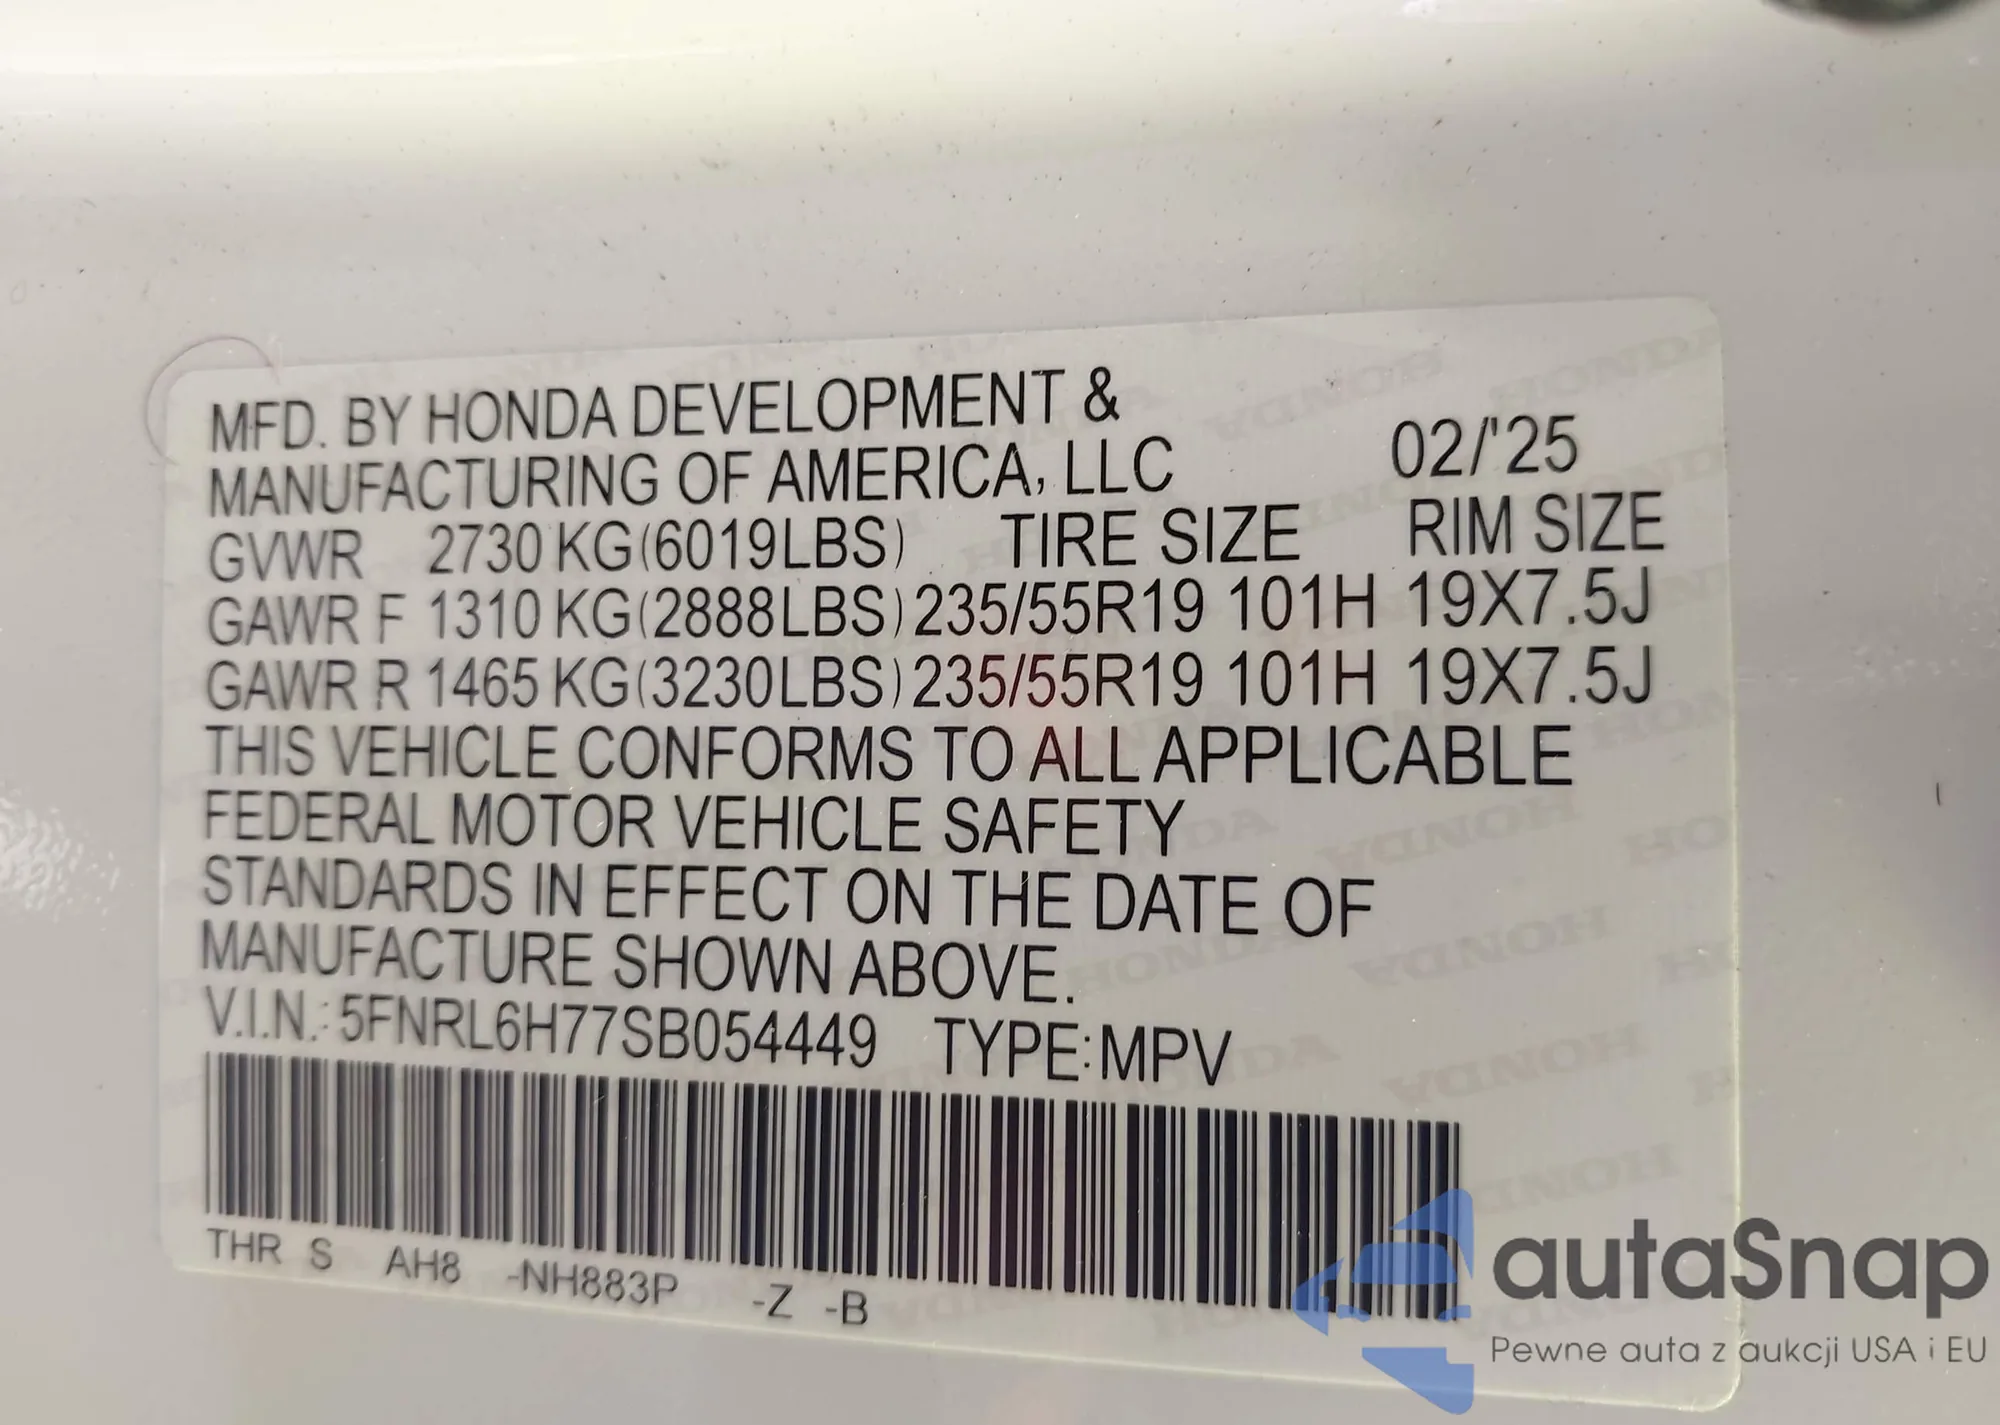 MFD. BY HONDA DEVELOPMENT &
MANUFACTURING OF AMERICA, LLC 02/'25
GVWR 2730 KG(6019LBS) TIRE SIZE RIM SIZE
GAWR F 1310 KG(2888LBS) 235/55R19 101H 19X7.5J
GAWR R 1465 KG(3230LBS) 235/55R19 101H 19X7.5J
THIS VEHICLE CONFORMS TO ALL APPLICABLE
FEDERAL MOTOR VEHICLE SAFETY
STANDARDS IN EFFECT ON THE DATE OF
MANUFACTURE SHOWN ABOVE.
V.I.N.: 5FNRL6H77SB054449 TYPE:MPV
THR S AH8 -NH883P -Z -B
autaSnap
Pewne auta z aukcji USA i EU